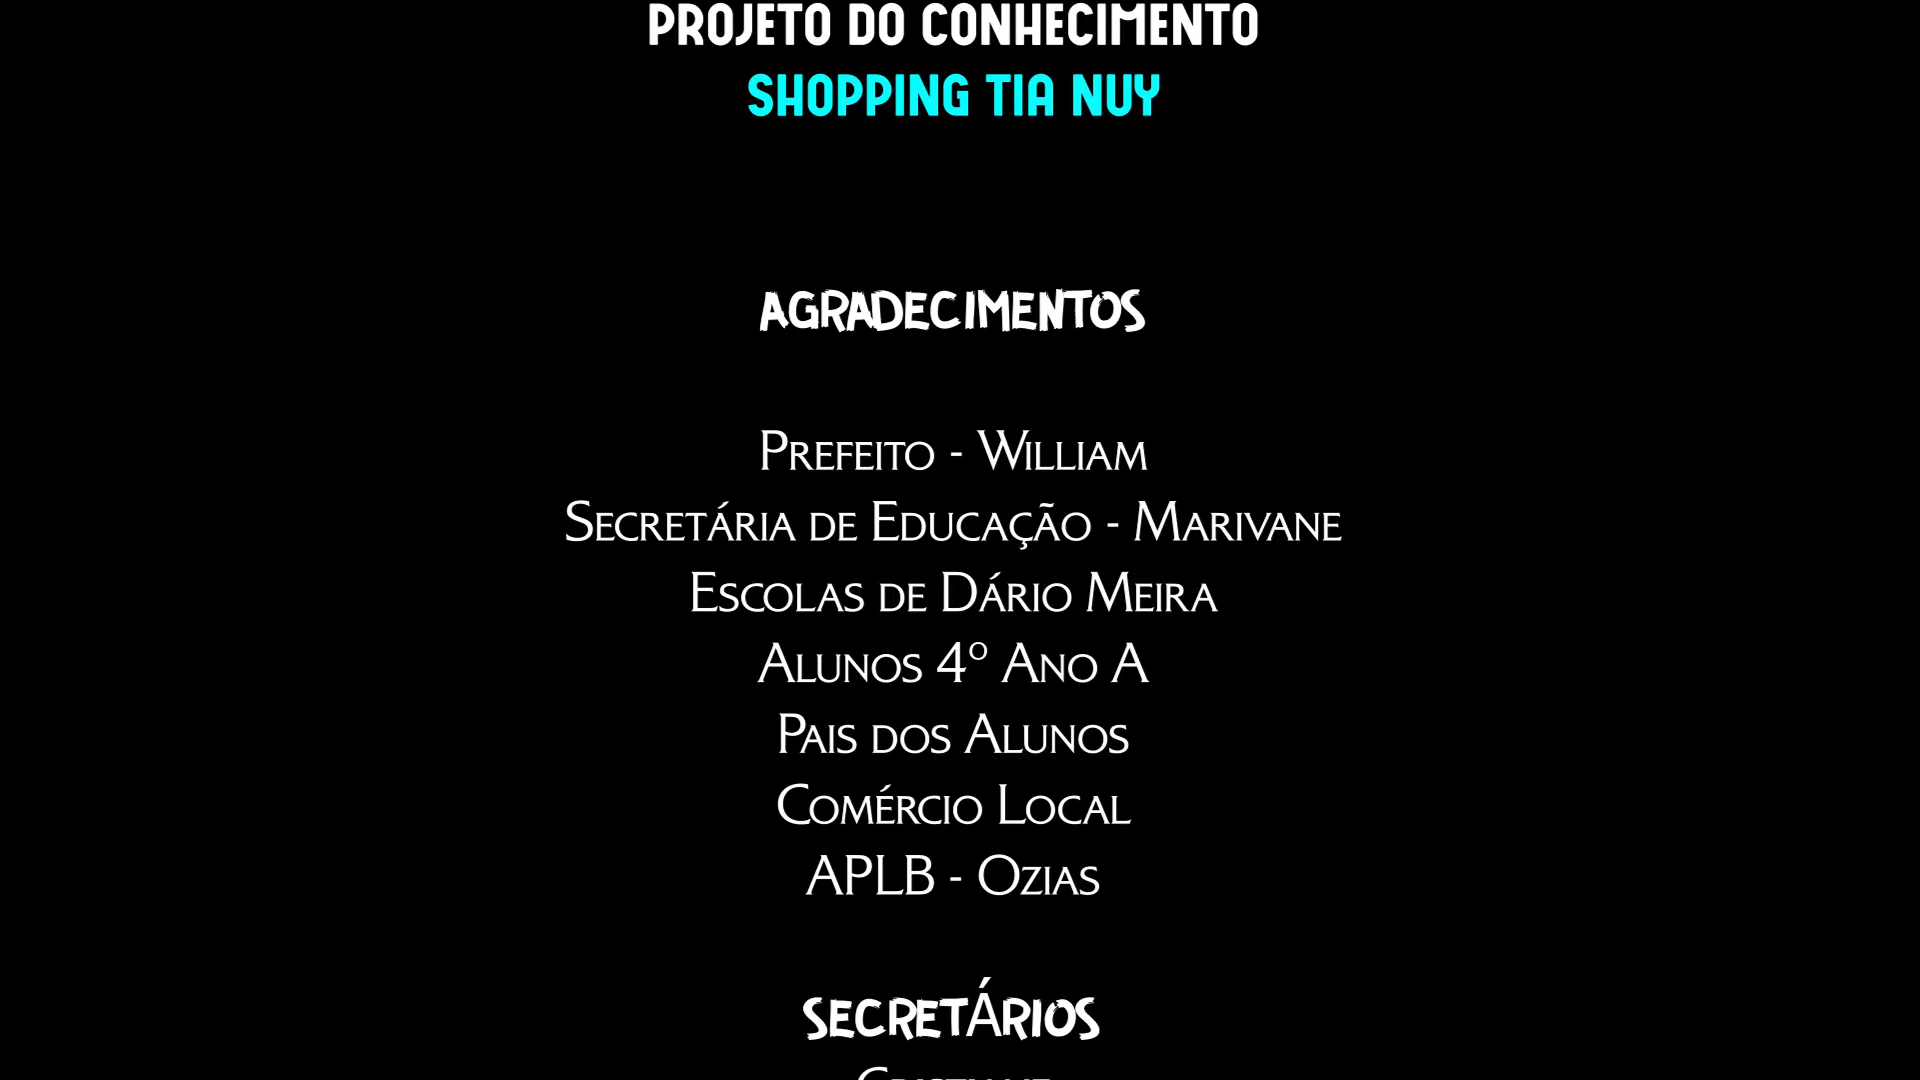 PROJETO DO CONHECIMENTO
SHOPPING TIA NUY
AGRADECIMENTOS
Prefeito - William
Secretária de Educação - Marivane
Escolas de Dário Meira
Alunos 4º Ano A
Pais dos Alunos
Comércio Local
APLB - Ozias
SECRETÁRIOS